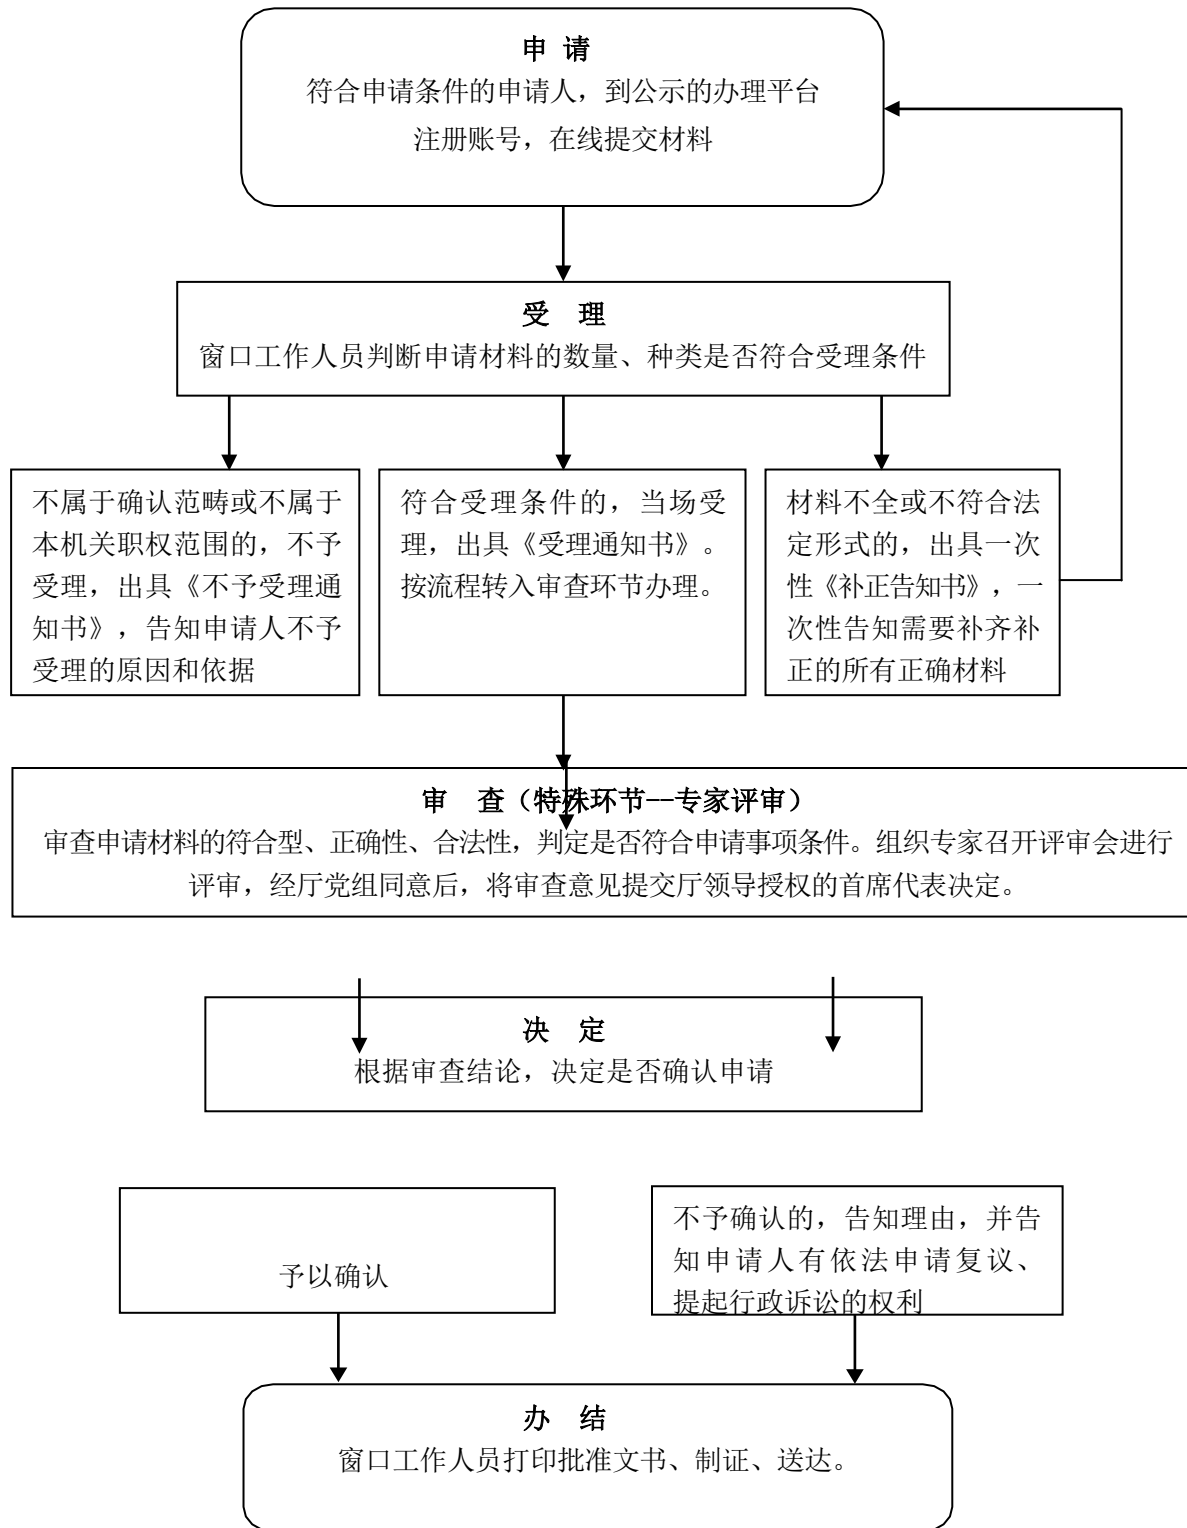 申 请
符合申请条件的申请人，到公示的办理平台
注册账号，在线提交材料
受 理
窗口工作人员判断申请材料的数量、种类是否符合受理条件
不属于确认范畴或不属于
本机关职权范围的，不予
受理，出具《不予受理通
知书》，告知申请人不予
受理的原因和依据
符合受理条件的，当场受
理，出具《受理通知书》。
按流程转入审查环节办理。
材料不全或不符合法
定形式的，出具一次
性《补正告知书》，一
次性告知需要补齐补
正的所有正确材料
审 查（特殊环节--专家评审）
审查申请材料的符合型、正确性、合法性，判定是否符合申请事项条件。组织专家召开评审会进行
评审，经厅党组同意后，将审查意见提交厅领导授权的首席代表决定。
决 定
根据审查结论，决定是否确认申请
予以确认
不予确认的，告知理由，并告
知申请人有依法申请复议、
提起行政诉讼的权利
办 结
窗口工作人员打印批准文书、制证、送达。